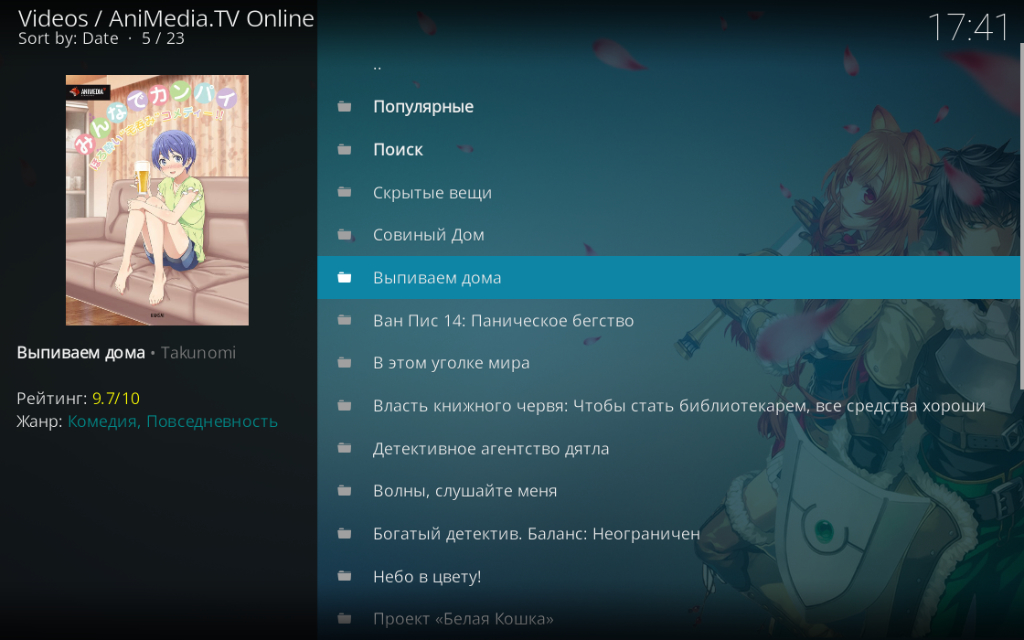 Videos / AniMedia.TV Online
Sort by: Date · 5 / 23
17:41
ANIMEDIA
みんなでカンパイ
Выпиваем дома • Takunomi
Рейтинг: 9.7/10
Жанр: Комедия, Повседневность
..
Популярные
Поиск
Скрытые вещи
Совиный Дом
Выпиваем дома
Ван Пис 14: Паническое бегство
В этом уголке мира
Власть книжного червя: Чтобы стать библиотекарем, все средства хороши
Детективное агентство дятла
Волны, слушайте меня
Богатый детектив. Баланс: Неограничен
Небо в цвету!
Проект «Белая Кошка»